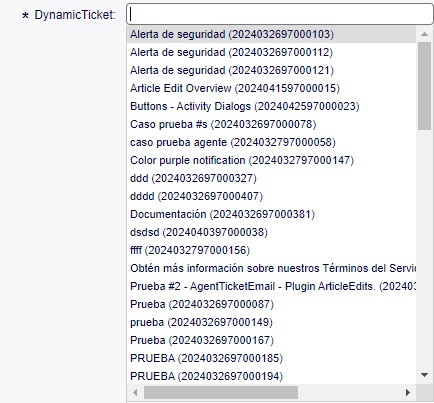 * DynamicTicket:
Alerta de seguridad (2024032697000103)
Alerta de seguridad (2024032697000112)
Alerta de seguridad (2024032697000121)
Article Edit Overview (2024041597000015)
Buttons - Activity Dialogs (2024042597000023)
Caso prueba #s (2024032697000078)
caso prueba agente (2024032797000058)
Color purple notification (2024032797000147)
ddd (2024032697000327)
dddd (2024032697000407)
Documentación (2024032697000381)
dsdsd (2024040397000038)
ffff (2024032797000156)
Obtén más información sobre nuestros Términos del Servic
Prueba #2 - AgentTicketEmail - Plugin ArticleEdits. (202403
Prueba (2024032697000087)
prueba (2024032697000149)
Prueba (2024032697000167)
PRUEBA (2024032697000185)
PRUEBA (2024032697000194)